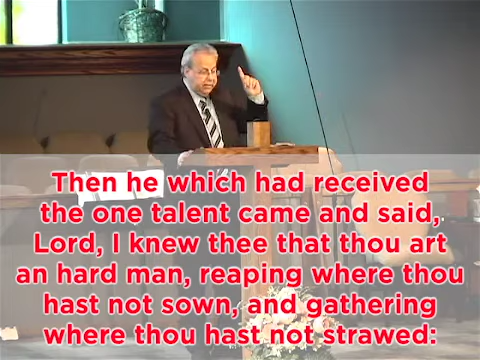 Then he which had received
the one talent came and said,
Lord, I knew thee that thou art
an hard man, reaping where thou
hast not sown, and gathering
where thou hast not strawed: